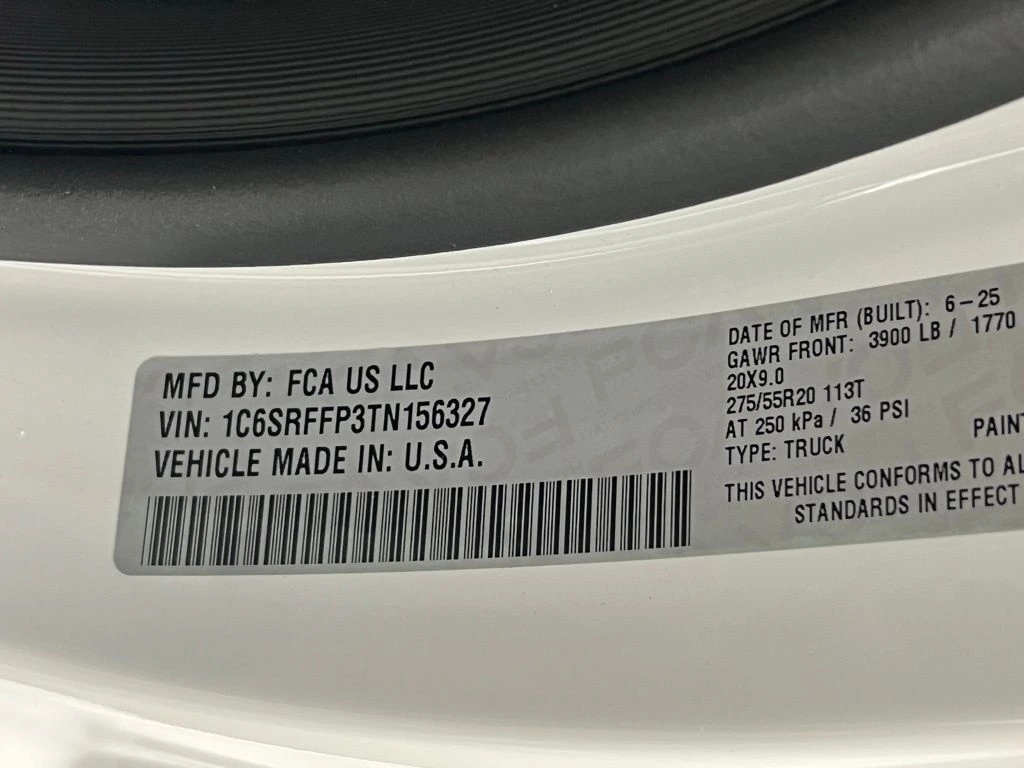 MFD BY: FCA US LLC
VIN: 1C6SRFFP3TN156327
VEHICLE MADE IN: U.S.A.
DATE OF MFR (BUILT): 6-25
GAWR FRONT: 3900 LB / 1770
20X9.0
275/55R20 113T
AT 250 kPa / 36 PSI
TYPE: TRUCK
PAINT
THIS VEHICLE CONFORMS TO AL
STANDARDS IN EFFECT